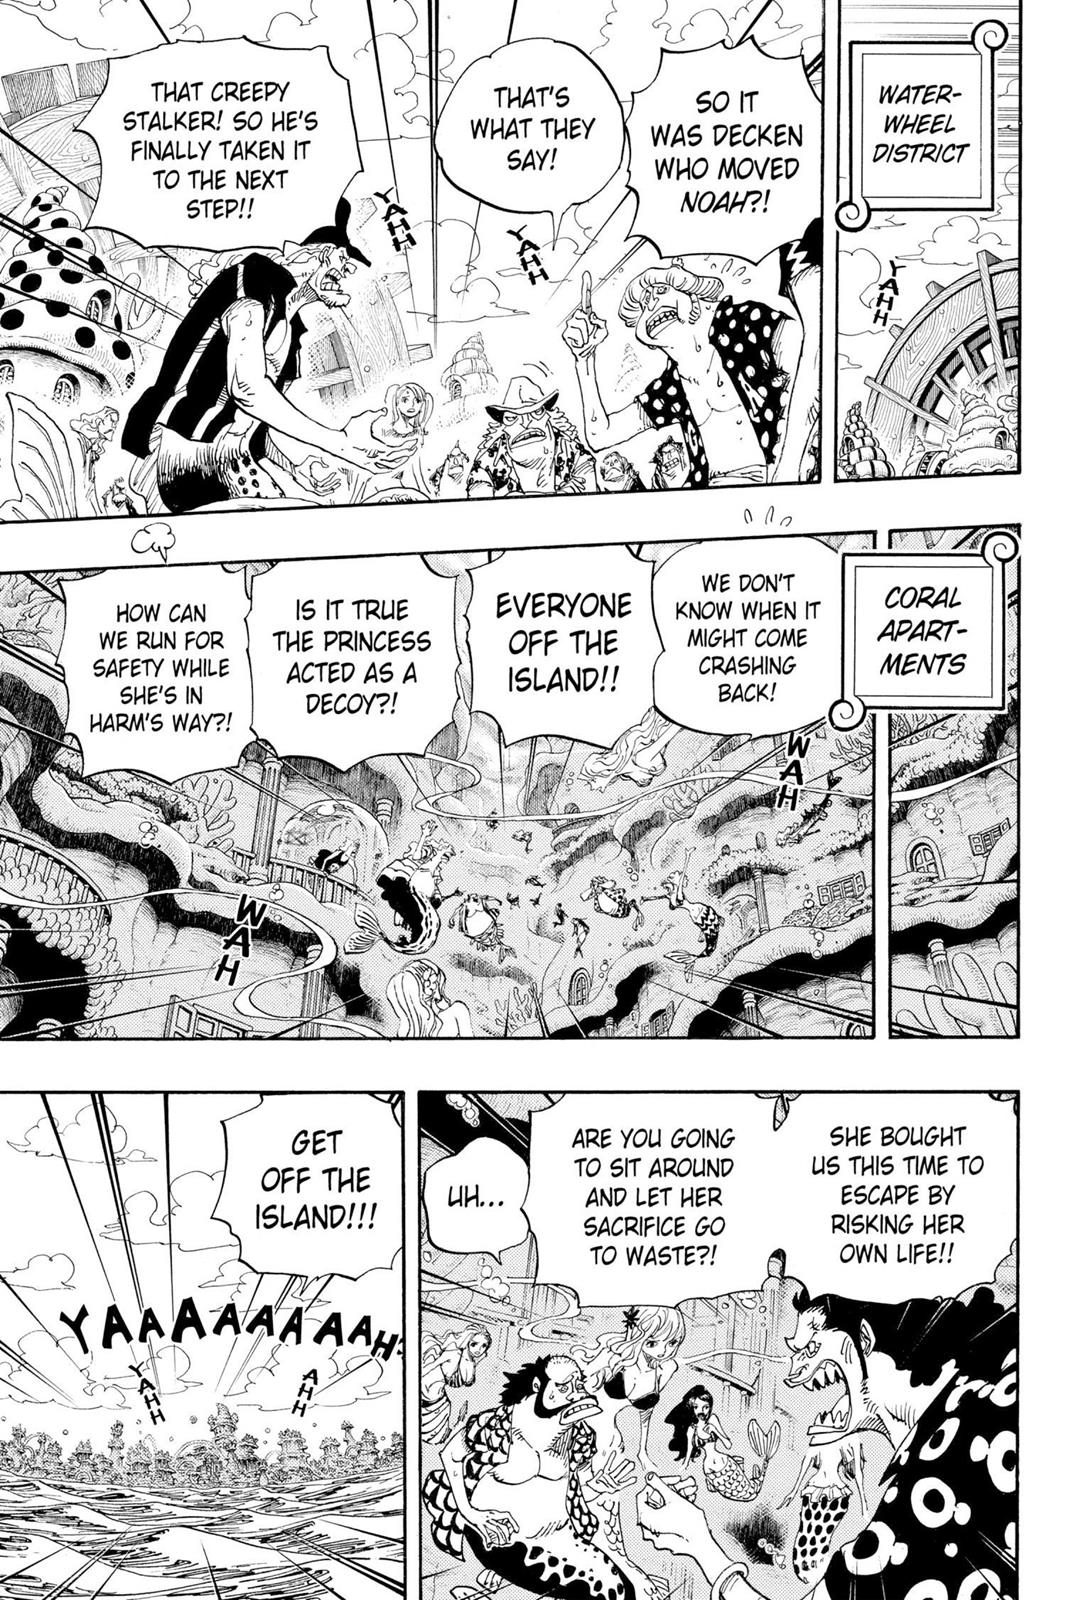 WATER-
WHEEL
DISTRICT
SO IT
WAS DECKEN
WHO MOVED
NOAH?!
THAT'S
WHAT THEY
SAY!
THAT CREEPY
STALKER! SO HE'S
FINALLY TAKEN IT
TO THE NEXT
STEP!!
YAHH
YAHH
YAHH
CORAL
APART-
MENTS
WE DON'T
KNOW WHEN IT
MIGHT COME
CRASHING
BACK!
EVERYONE
OFF THE
ISLAND!!
IS IT TRUE
THE PRINCESS
ACTED AS A
DECOY?!
HOW CAN
WE RUN FOR
SAFETY WHILE
SHE'S IN
HARM'S WAY?!
WAH
WAH
SHE BOUGHT
US THIS TIME TO
ESCAPE BY
RISKING HER
OWN LIFE!!
ARE YOU GOING
TO SIT AROUND
AND LET HER
SACRIFICE GO
TO WASTE?!
UH...
GET
OFF THE
ISLAND!!!
YAAAAAAAAH
YAHH
AHH